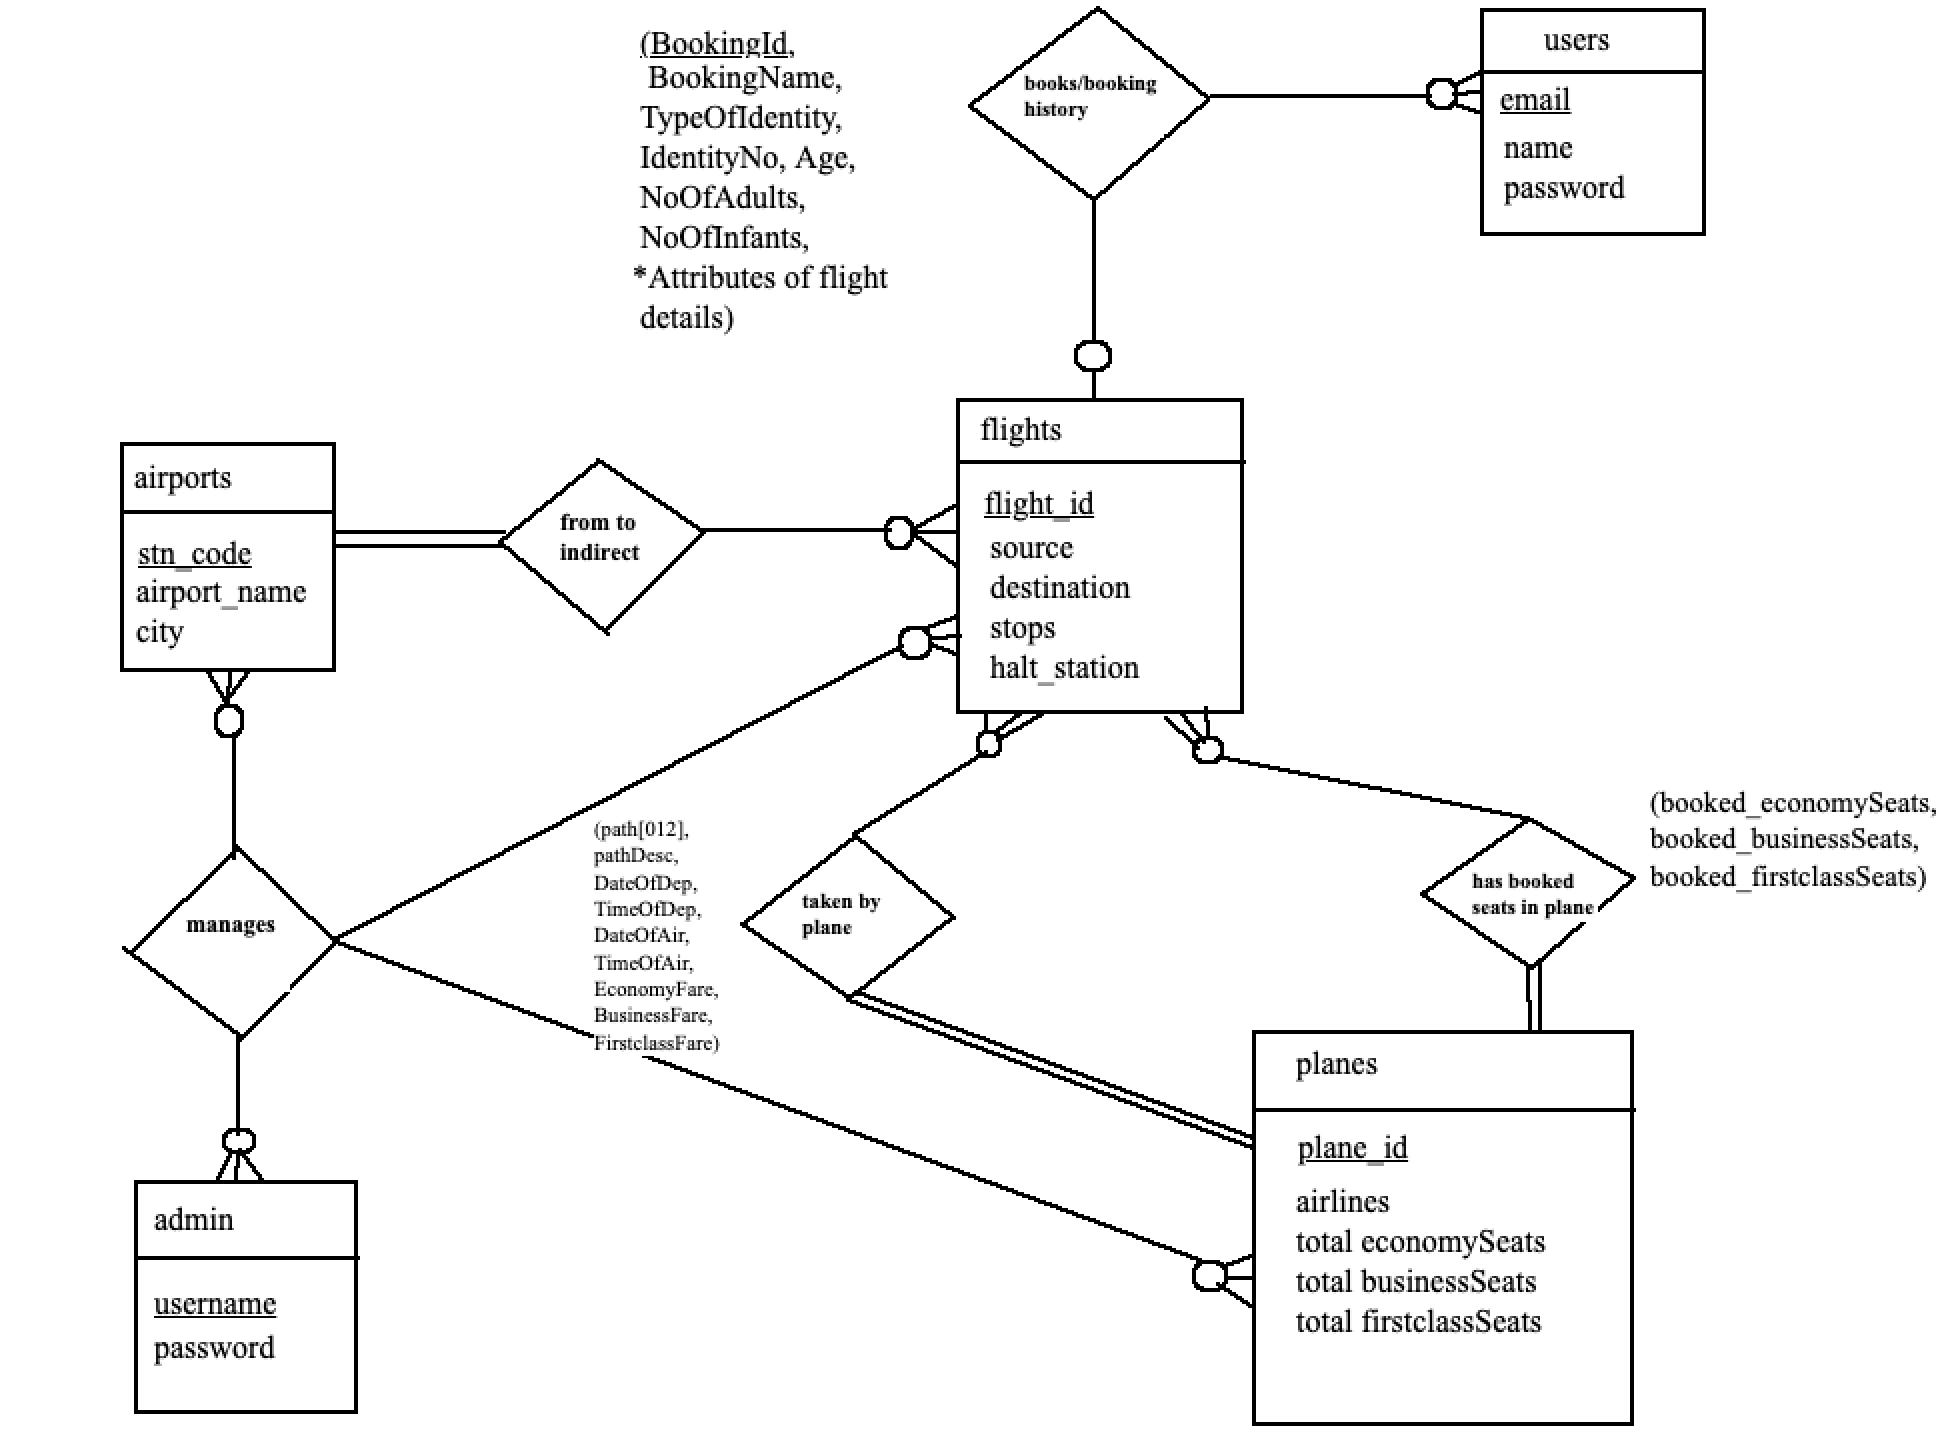 (BookingId,
BookingName,
TypeOfIdentity,
IdentityNo, Age,
NoOfAdults,
NoOfInfants,
*Attributes of flight
details)
books/booking
history
users
email
name
password
airports
stn_code
airport_name
city
from to
indirect
flights
flight_id
source
destination
stops
halt_station
manages
(path[012],
pathDesc,
DateOfDep,
TimeOfDep,
DateOfAir,
TimeOfAir,
EconomyFare,
BusinessFare,
FirstclassFare)
taken by
plane
has booked
seats in plane
(booked_economySeats,
booked_businessSeats,
booked_firstclassSeats)
admin
username
password
planes
plane_id
airlines
total economySeats
total businessSeats
total firstclassSeats